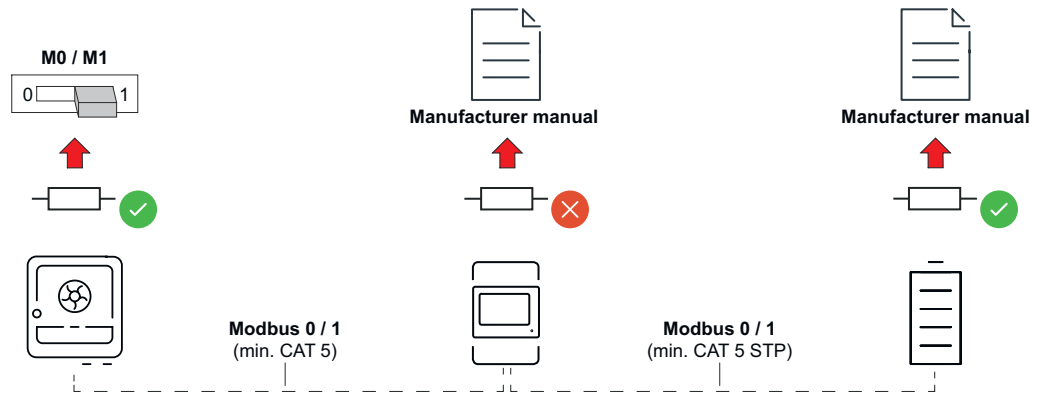 M0 / M1
0 1
Manufacturer manual
Manufacturer manual
Modbus 0 / 1
(min. CAT 5)
Modbus 0 / 1
(min. CAT 5 STP)